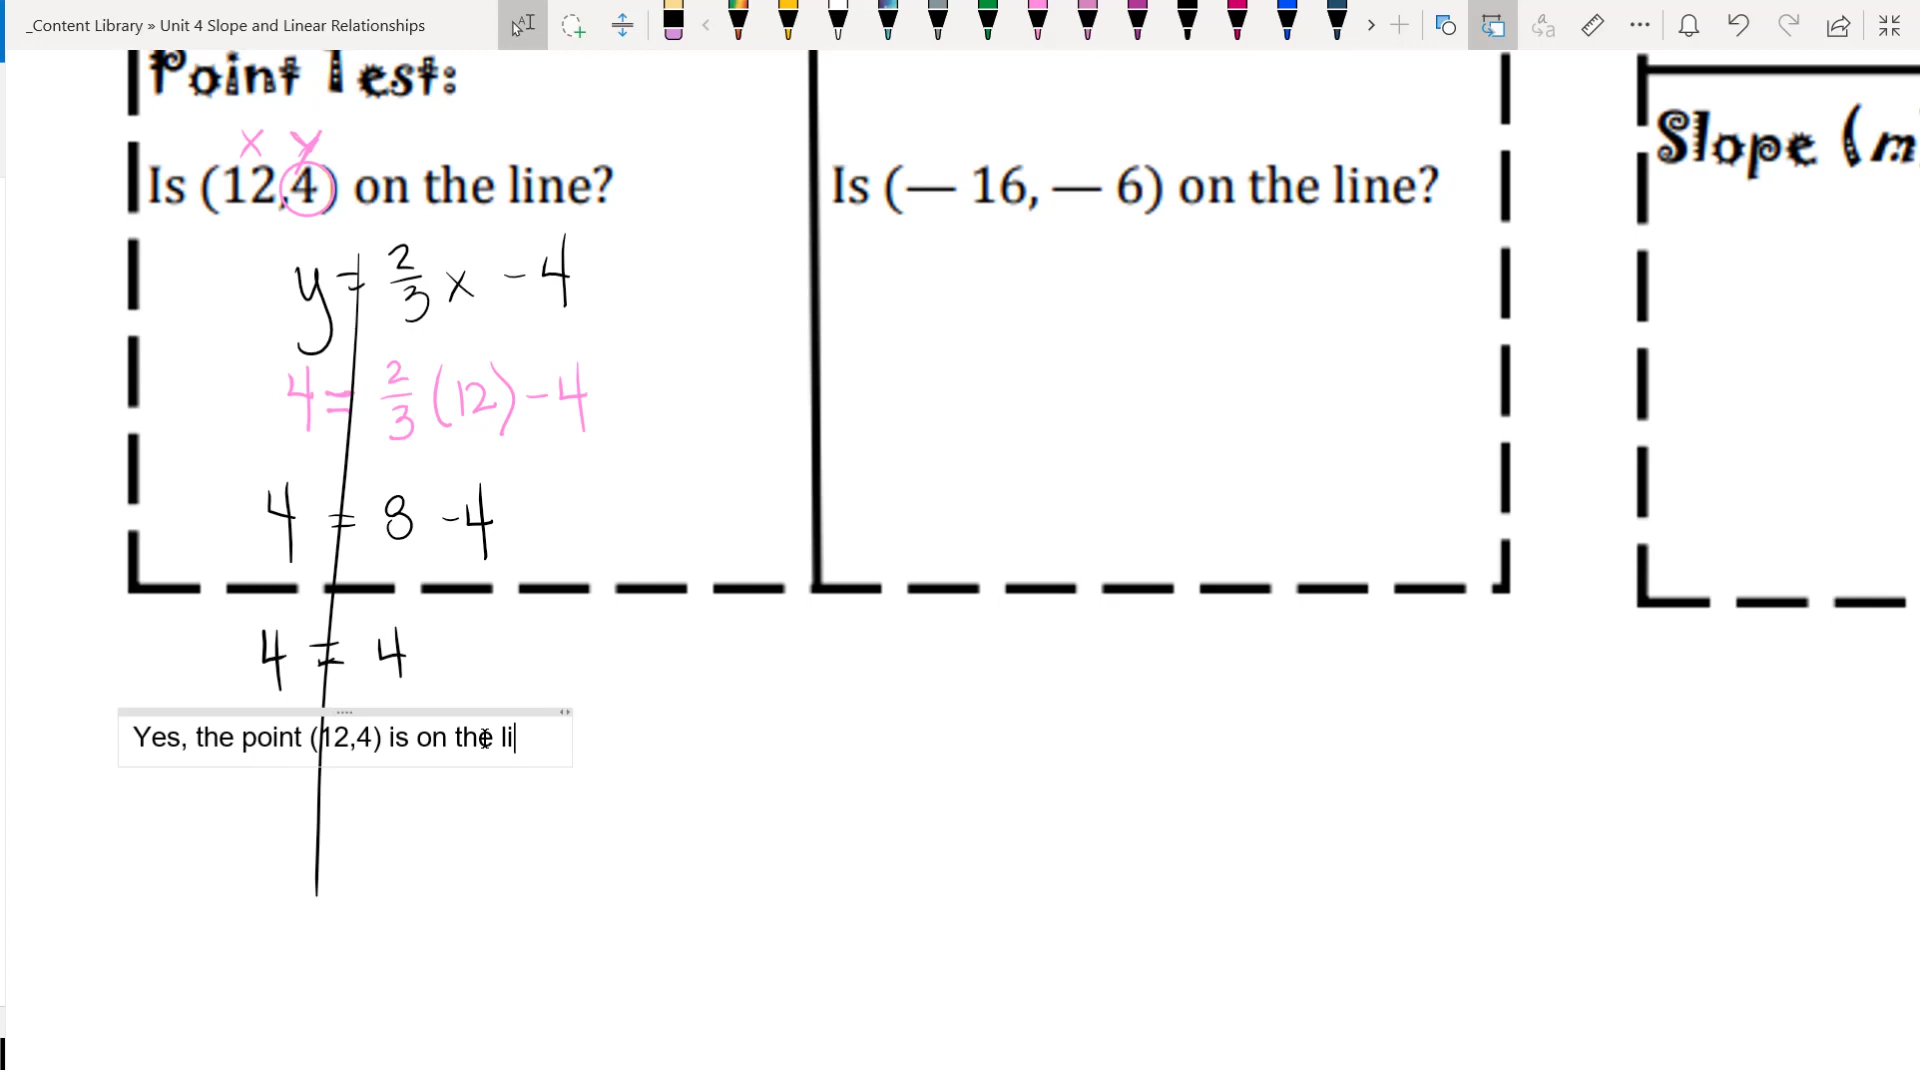 _Content Library » Unit 4 Slope and Linear Relationships
Point Test:
x y
Is (12,4) on the line?
y = 2/3 x - 4
4 = 2/3 (12) - 4
4 = 8 - 4
4 = 4
Yes, the point (12,4) is on the li
Is (— 16, — 6) on the line?
Slope (m